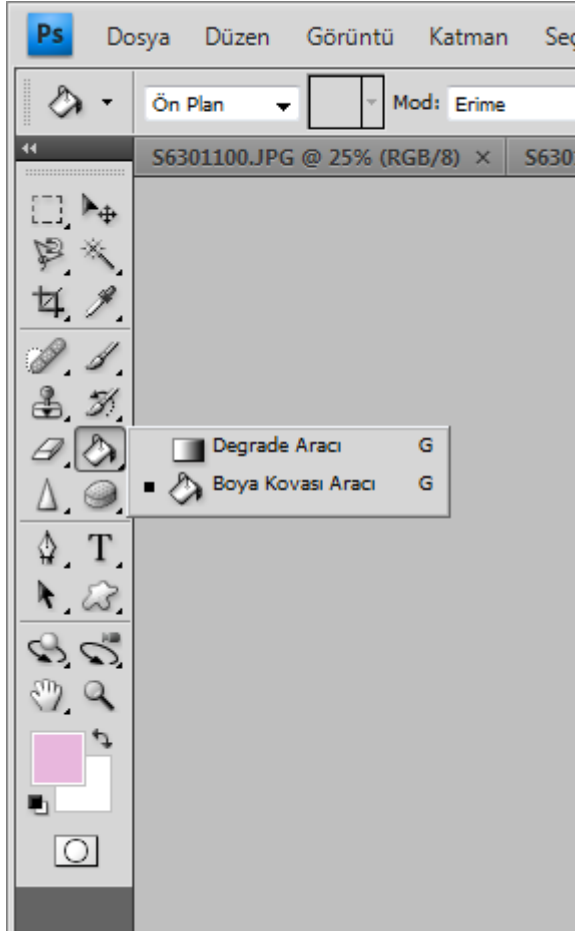 Ps Dosya Düzen Görüntü Katman
Ön Plan Mod: Erime
S6301100.JPG @ 25% (RGB/8) ×
Degrade Aracı G
Boya Kovası Aracı G
T